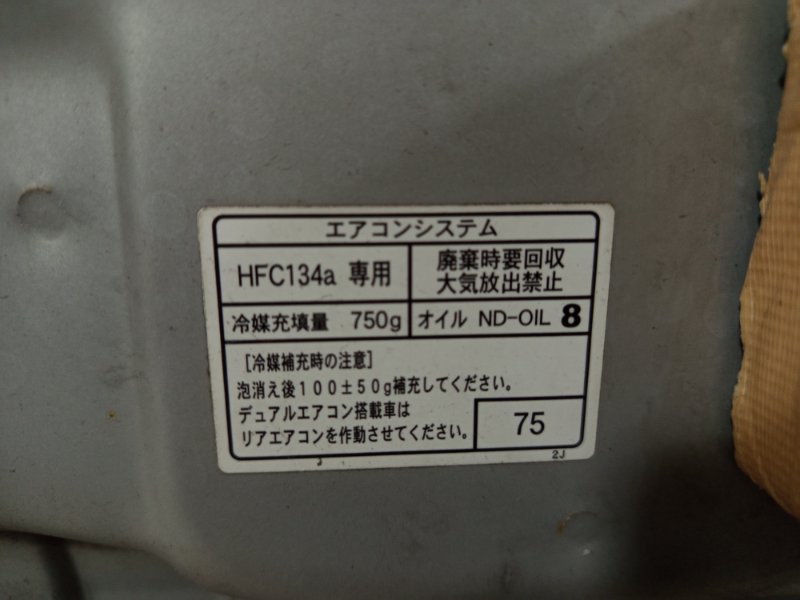 エアコンシステム
HFC134a 専用
廃棄時要回収
大気放出禁止
冷媒充填量 750g
オイル ND-OIL 8
[冷媒補充時の注意]
泡消え後100±50g補充してください。
デュアルエアコン搭載車は
リアエアコンを作動させてください。
75
J
2J